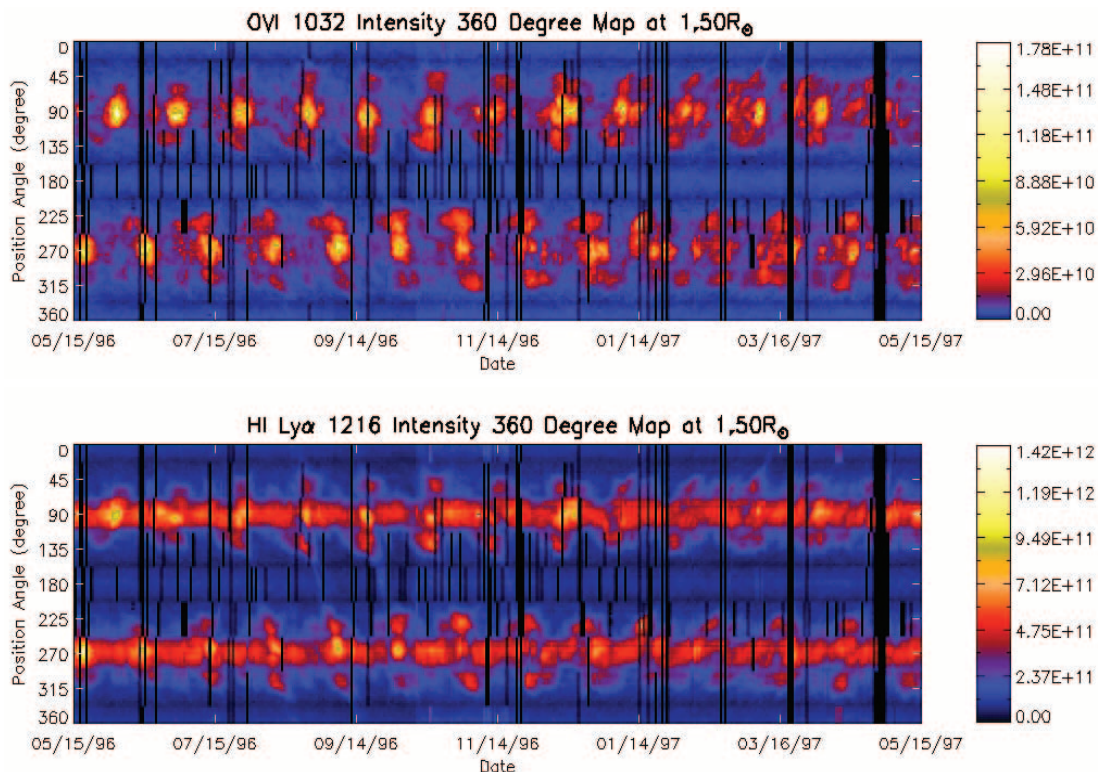 OVI 1032 Intensity 360 Degree Map at 1.50R⊙
Position Angle (degree)
0
45
90
135
180
225
270
315
360
05/15/96 07/15/96 09/14/96 11/14/96 01/14/97 03/16/97 05/15/97
Date
1.78E+11
1.48E+11
1.18E+11
8.88E+10
5.92E+10
2.96E+10
0.00
HI Lyα 1216 Intensity 360 Degree Map at 1.50R⊙
Position Angle (degree)
0
45
90
135
180
225
270
315
360
05/15/96 07/15/96 09/14/96 11/14/96 01/14/97 03/16/97 05/15/97
Date
1.42E+12
1.19E+12
9.49E+11
7.12E+11
4.75E+11
2.37E+11
0.00